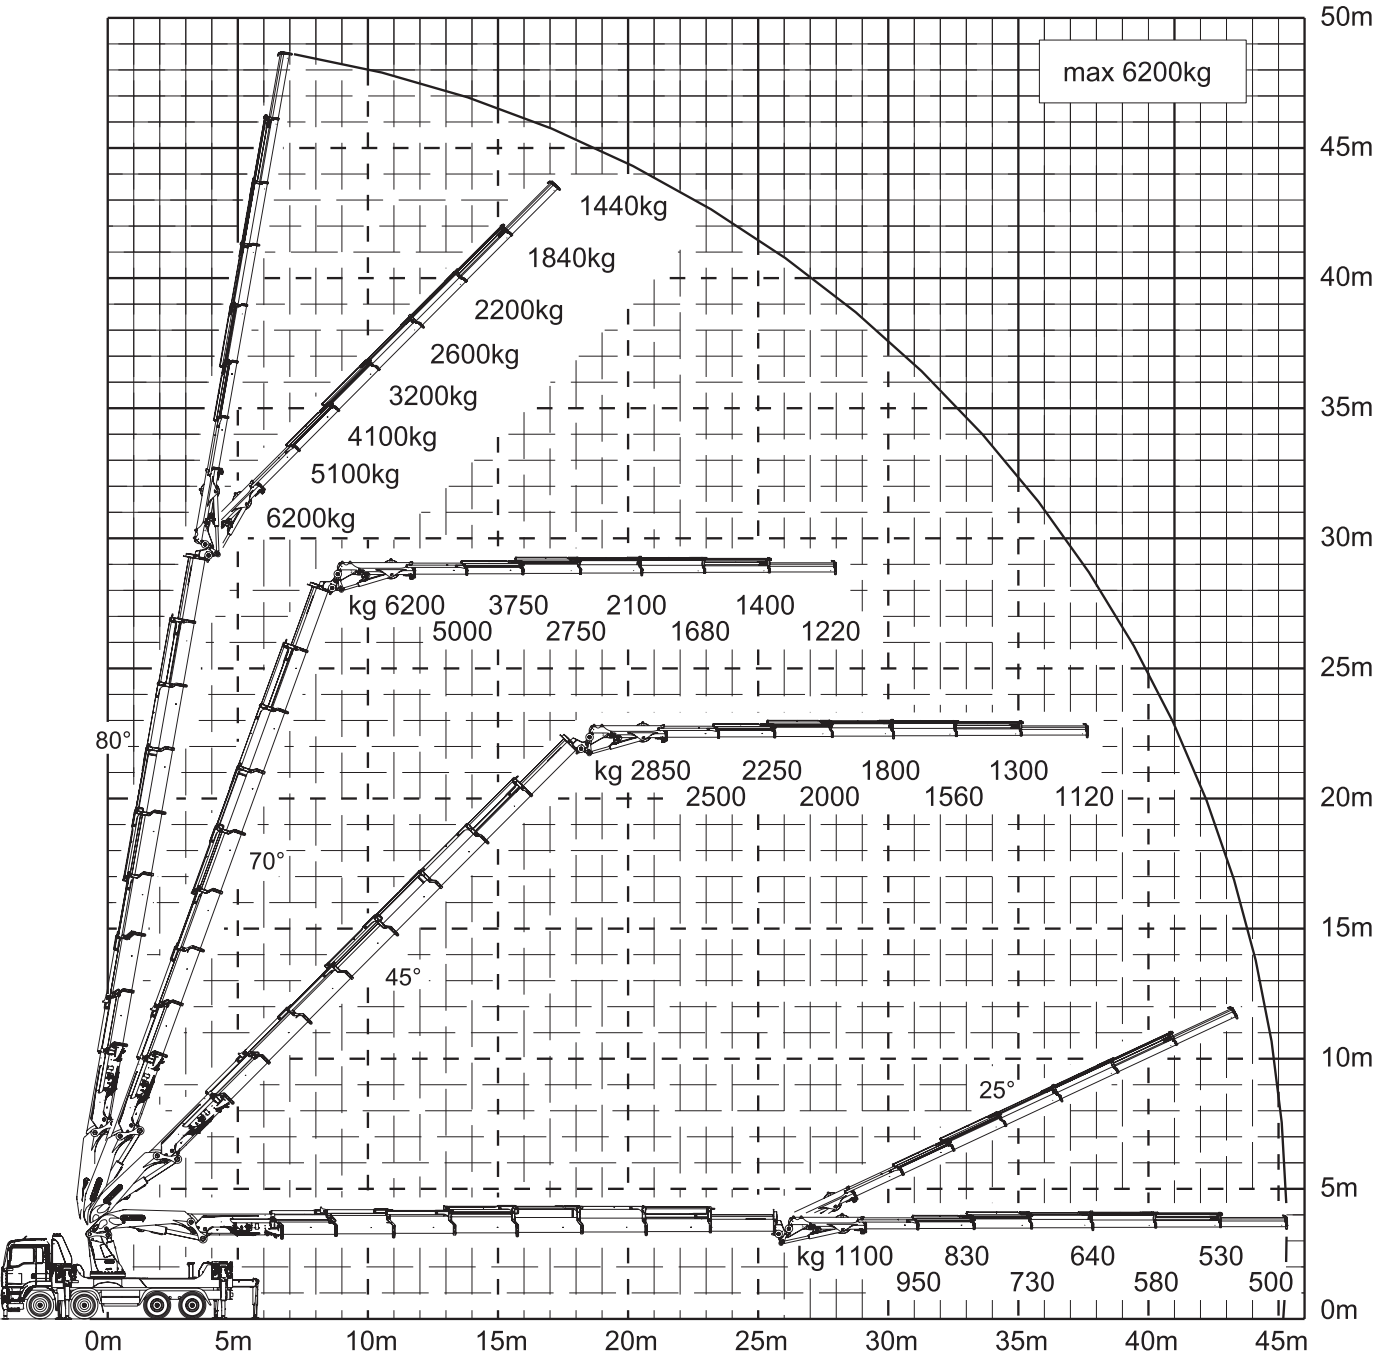 50m
max 6200kg
45m
1440kg
1840kg
40m
2200kg
2600kg
3200kg
35m
4100kg
5100kg
6200kg
30m
kg 6200 3750 2100 1400
5000 2750 1680 1220
25m
80°
kg 2850 2250 1800 1300
2500 2000 1560 1120
20m
70°
15m
45°
10m
25°
5m
kg 1100 830 640 530
950 730 580 500
0m
0m 5m 10m 15m 20m 25m 30m 35m 40m 45m